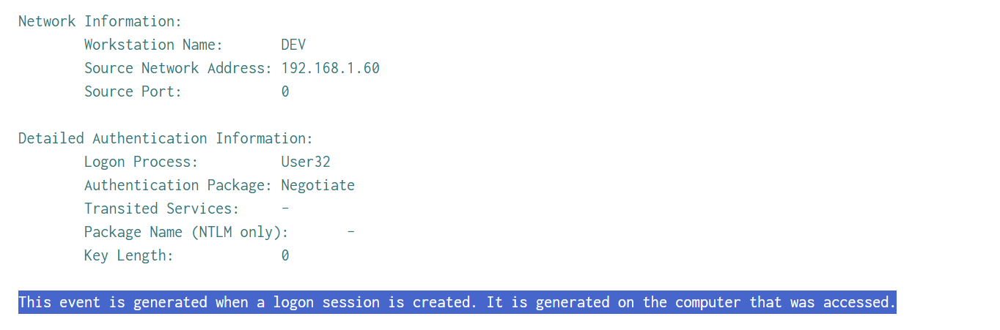 Network Information:
Workstation Name: DEV
Source Network Address: 192.168.1.60
Source Port: 0
Detailed Authentication Information:
Logon Process: User32
Authentication Package: Negotiate
Transited Services: -
Package Name (NTLM only): -
Key Length: 0
This event is generated when a logon session is created. It is generated on the computer that was accessed.